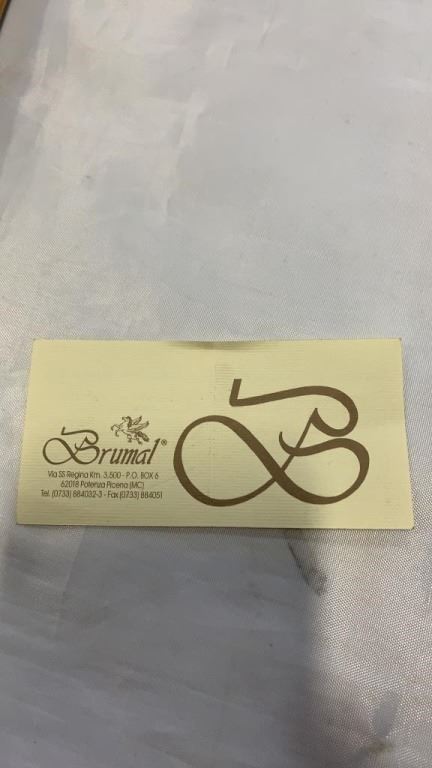 Brumal®
Via SS Regina Km. 3,500 - P.O. BOX 6
62018 Potenza Picena (MC)
Tel. (0733) 884032-3 - Fax (0733) 884051
B